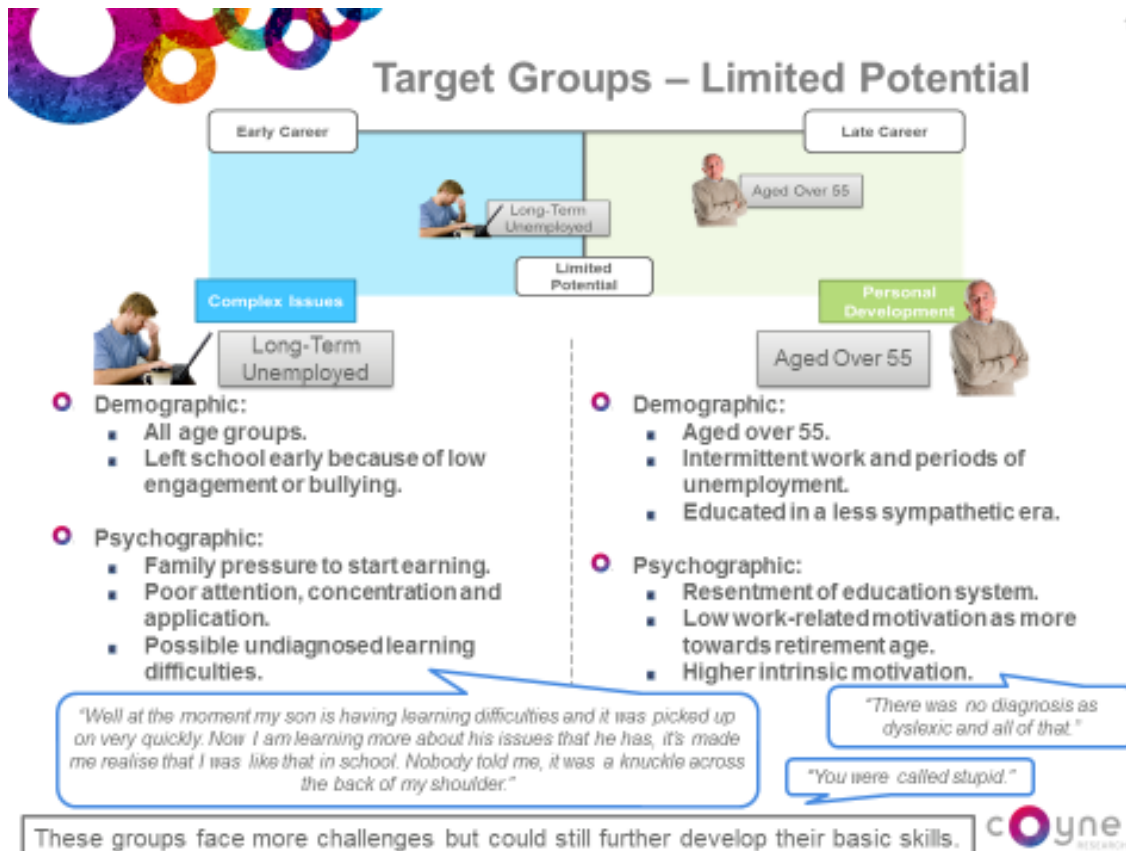 Target Groups – Limited Potential
Early Career
Late Career
Long-Term
Unemployed
Aged Over 55
Limited
Potential
Complex Issues
Long-Term
Unemployed
Personal
Development
Aged Over 55
Demographic:
All age groups.
Left school early because of low
engagement or bullying.
Psychographic:
Family pressure to start earning.
Poor attention, concentration and
application.
Possible undiagnosed learning
difficulties.
"Well at the moment my son is having learning difficulties and it was picked up
on very quickly. Now I am learning more about his issues that he has, it's made
me realise that I was like that in school. Nobody told me, it was a knuckle across
the back of my shoulder."
Demographic:
Aged over 55.
Intermittent work and periods of
unemployment.
Educated in a less sympathetic era.
Psychographic:
Resentment of education system.
Low work-related motivation as more
towards retirement age.
Higher intrinsic motivation.
"There was no diagnosis as
dyslexic and all of that."
"You were called stupid."
These groups face more challenges but could still further develop their basic skills.
coyne
RESEARCH